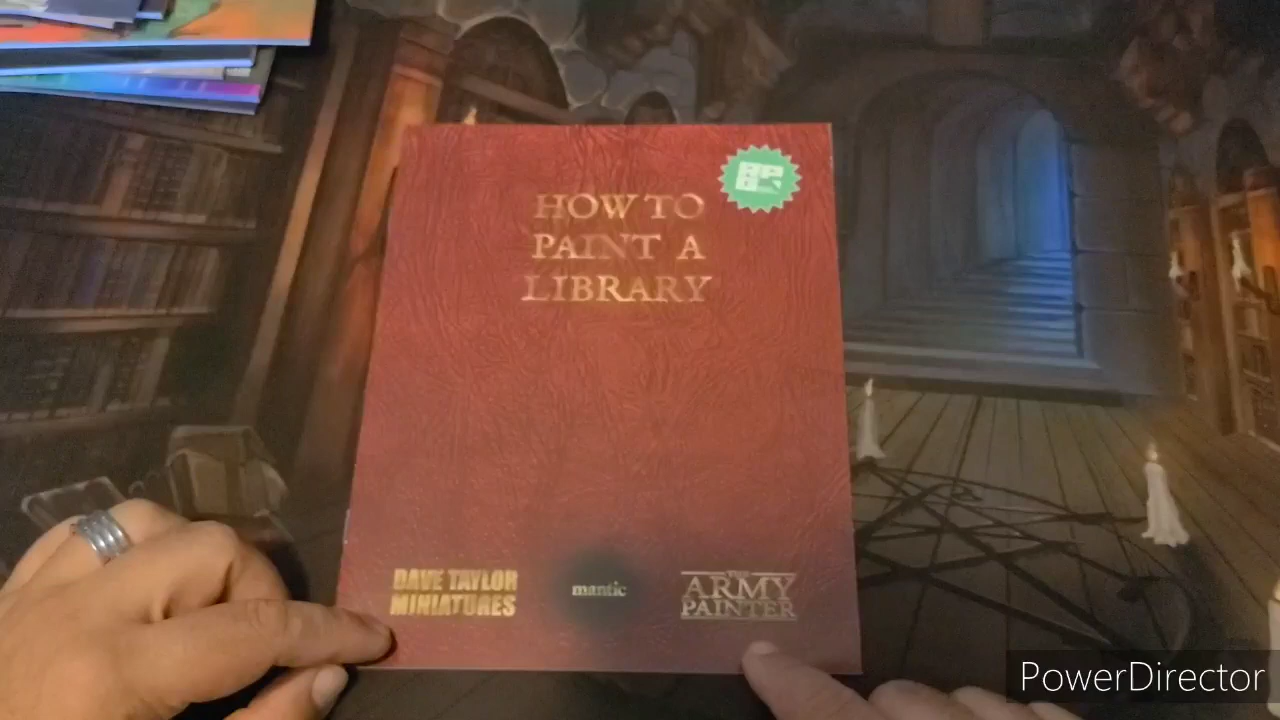 HOW TO
PAINT A
LIBRARY
DAVE TAYLOR
MINIATURES
mantic
THE
ARMY
PAINTER
PowerDirector